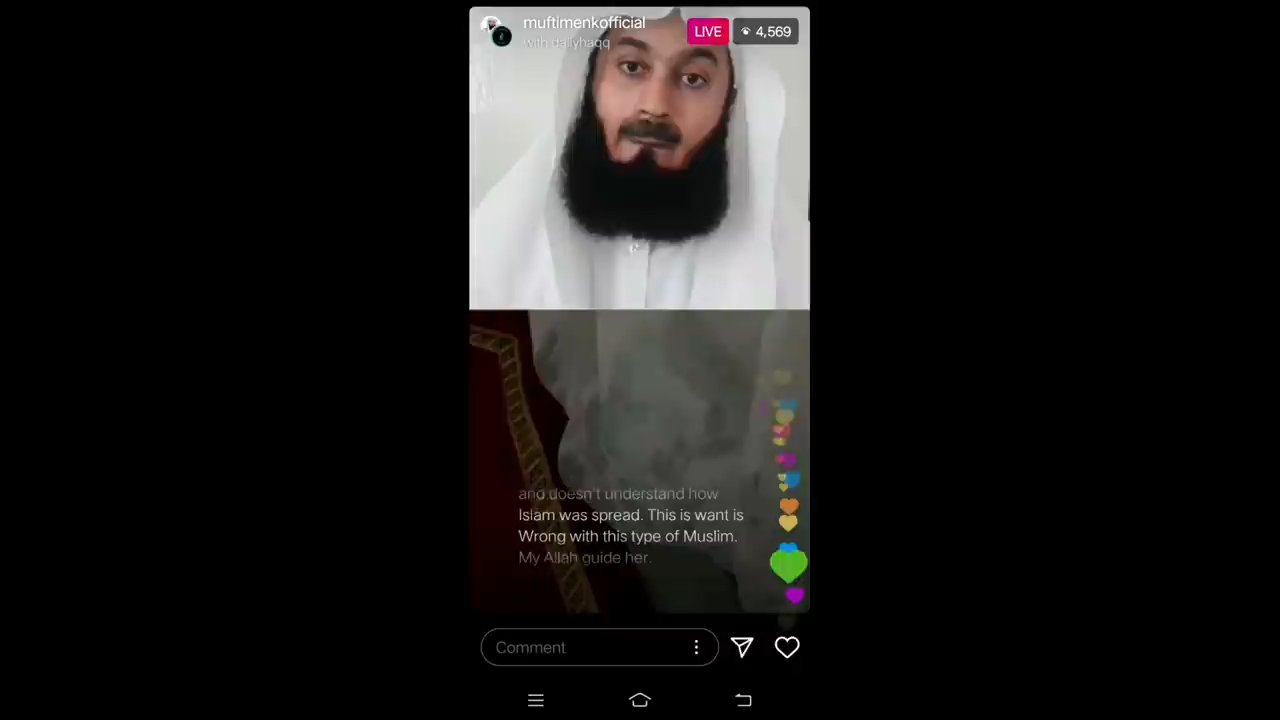 muftimenkofficial
with dailyhaqq
LIVE
4,569
and doesn't understand how
Islam was spread. This is want is
Wrong with this type of Muslim.
My Allah guide her.
Comment